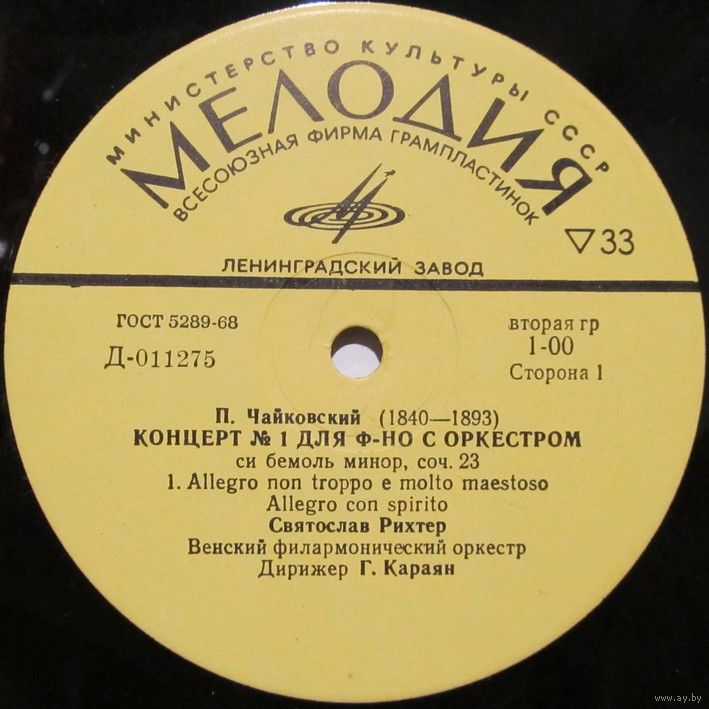 МИНИСТЕРСТВО КУЛЬТУРЫ СССР
МЕЛОДИЯ
ВСЕСОЮЗНАЯ ФИРМА ГРАМПЛАСТИНОК
▽33
ЛЕНИНГРАДСКИЙ ЗАВОД
ГОСТ 5289-68
Д-011275
вторая гр
1-00
Сторона 1
П. Чайковский (1840—1893)
КОНЦЕРТ № 1 ДЛЯ Ф-НО С ОРКЕСТРОМ
си бемоль минор, соч. 23
1. Allegro non troppo e molto maestoso
Allegro con spirito
Святослав Рихтер
Венский филармонический оркестр
Дирижер Г. Караян
www.ay.by